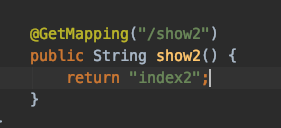 @GetMapping("/show2")
public String show2() {
    return "index2";
}